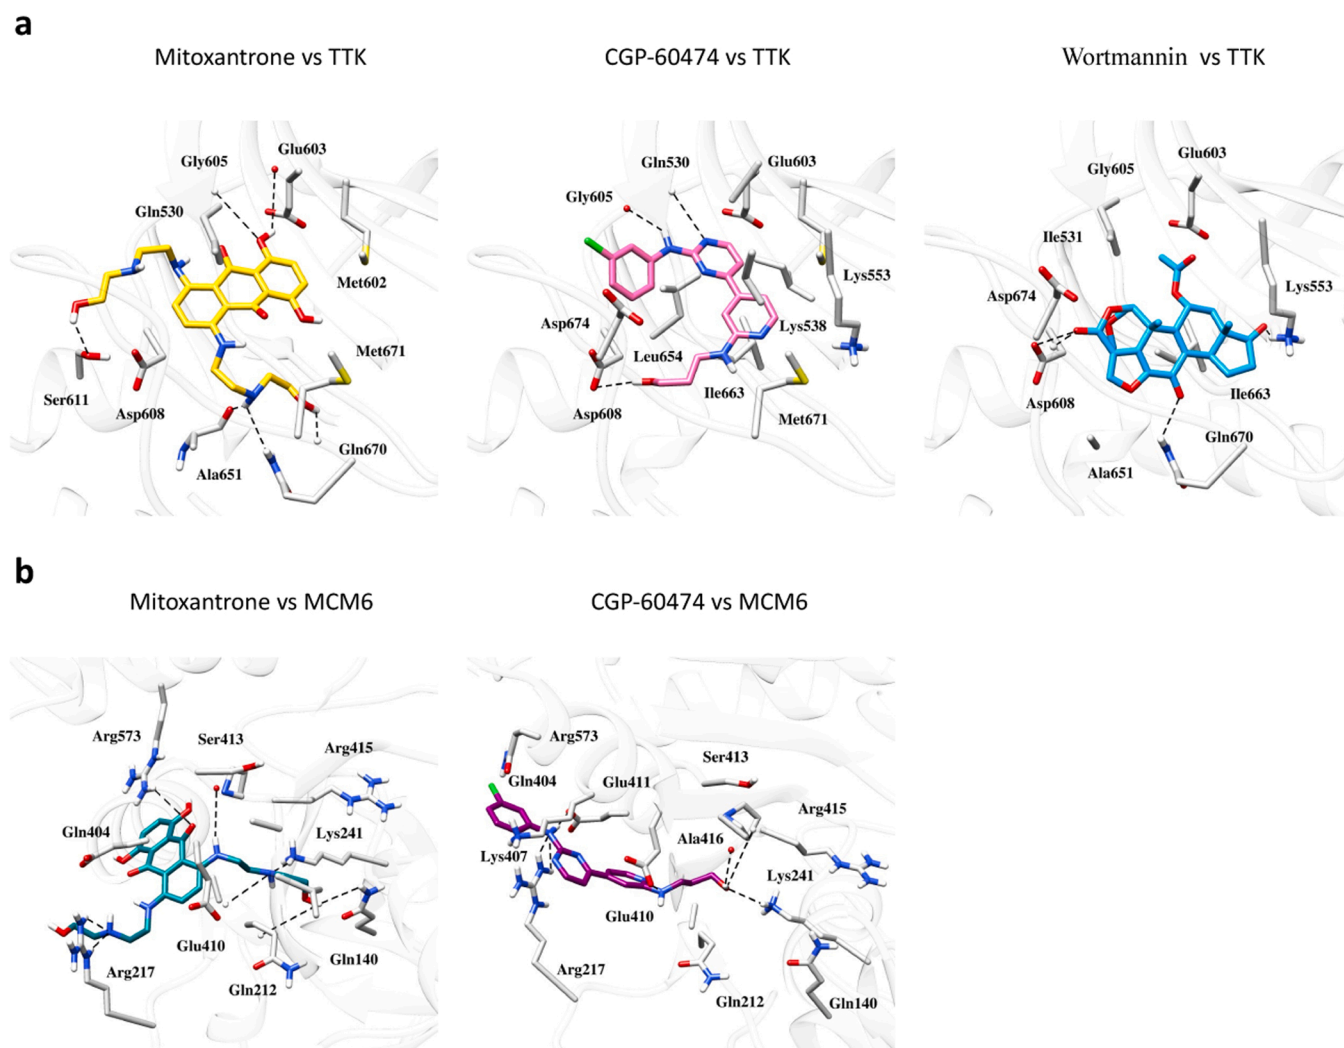 a
Mitoxantrone vs TTK
CGP-60474 vs TTK
Wortmannin vs TTK
Gly605
Glu603
Gln530
Met602
Met671
Ser611
Asp608
Ala651
Gln670
Gln530
Glu603
Gly605
Lys553
Asp674
Lys538
Leu654
Ile663
Asp608
Met671
Glu603
Gly605
Ile531
Lys553
Asp674
Asp608
Ile663
Gln670
Ala651
b
Mitoxantrone vs MCM6
CGP-60474 vs MCM6
Arg573
Ser413
Arg415
Gln404
Lys241
Glu410
Arg217
Gln212
Gln140
Arg573
Ser413
Gln404
Glu411
Arg415
Ala416
Lys407
Lys241
Glu410
Arg217
Gln212
Gln140